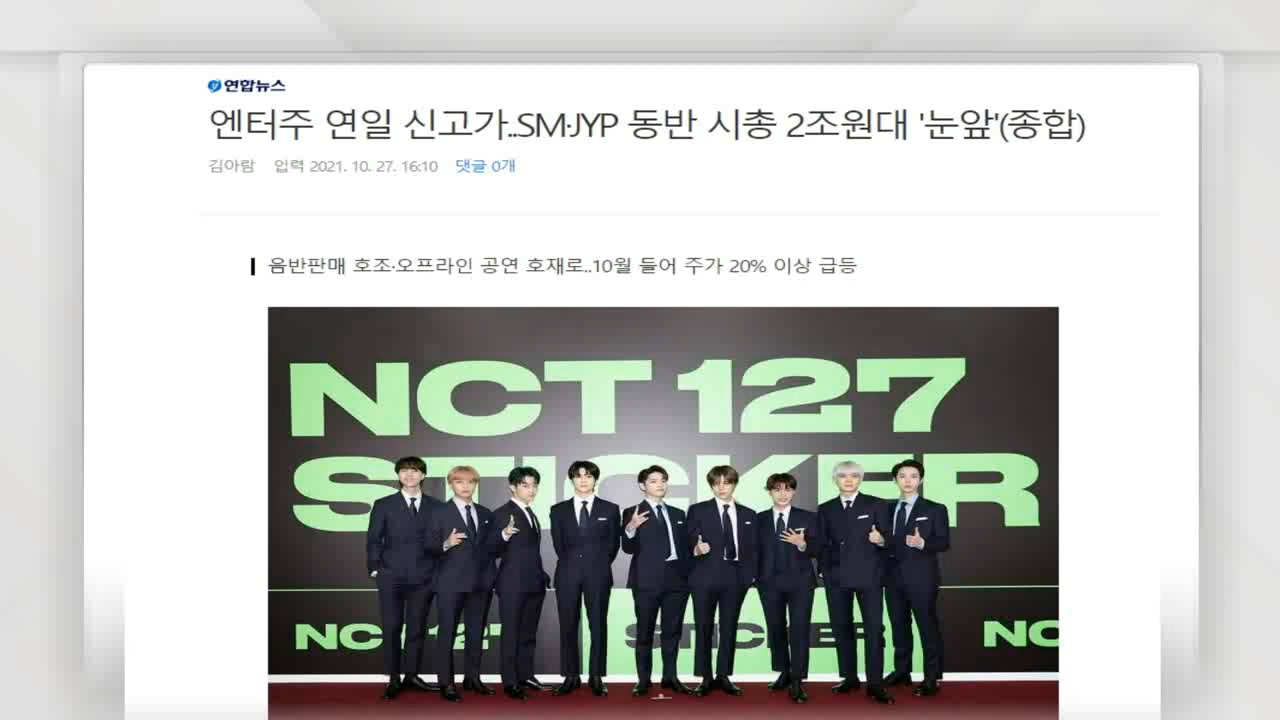 연합뉴스
엔터주 연일 신고가..SM·JYP 동반 시총 2조원대 '눈앞'(종합)
김아람 입력 2021. 10. 27. 16:10 댓글 0개
음반판매 호조·오프라인 공연 호재로..10월 들어 주가 20% 이상 급등
NCT 127
STICKER
NCT 127 STICKER NC